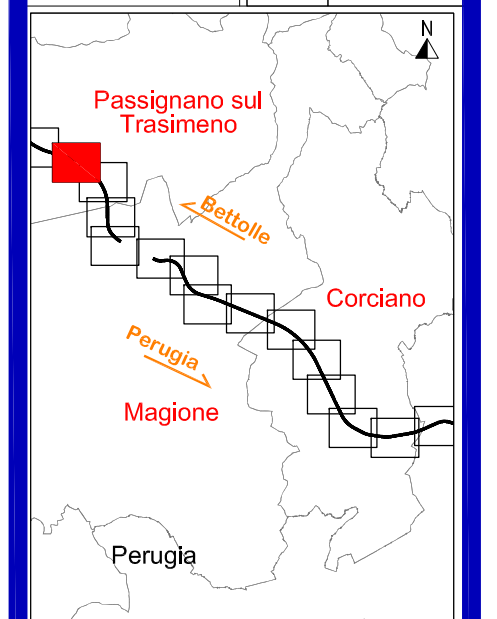 N
Passignano sul
Trasimeno
Bettolle
Corciano
Perugia
Magione
Perugia